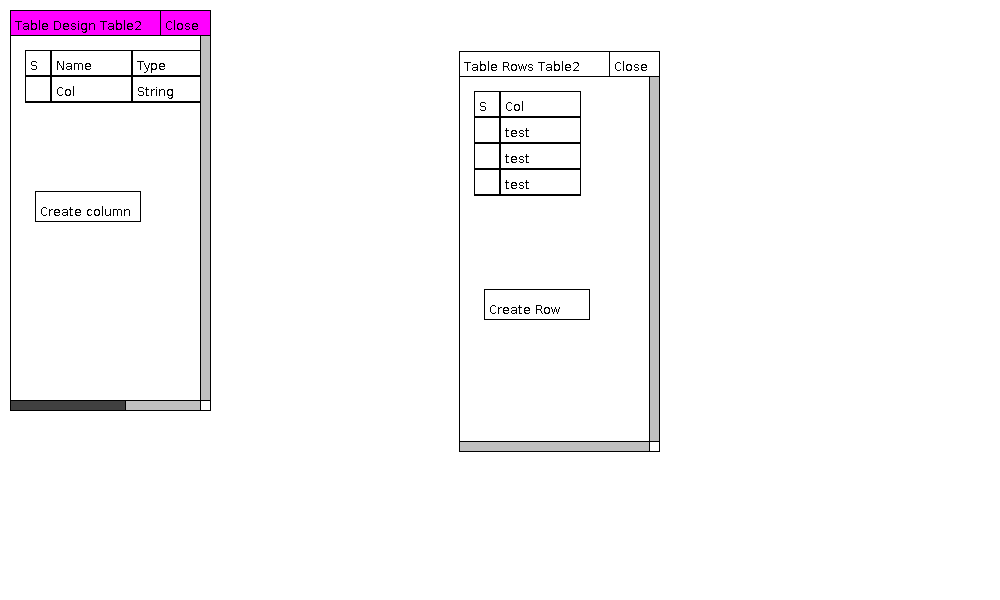 Table Design Table2 Close
S Name Type
Col String
Create column
Table Rows Table2 Close
S Col
test
test
test
Create Row